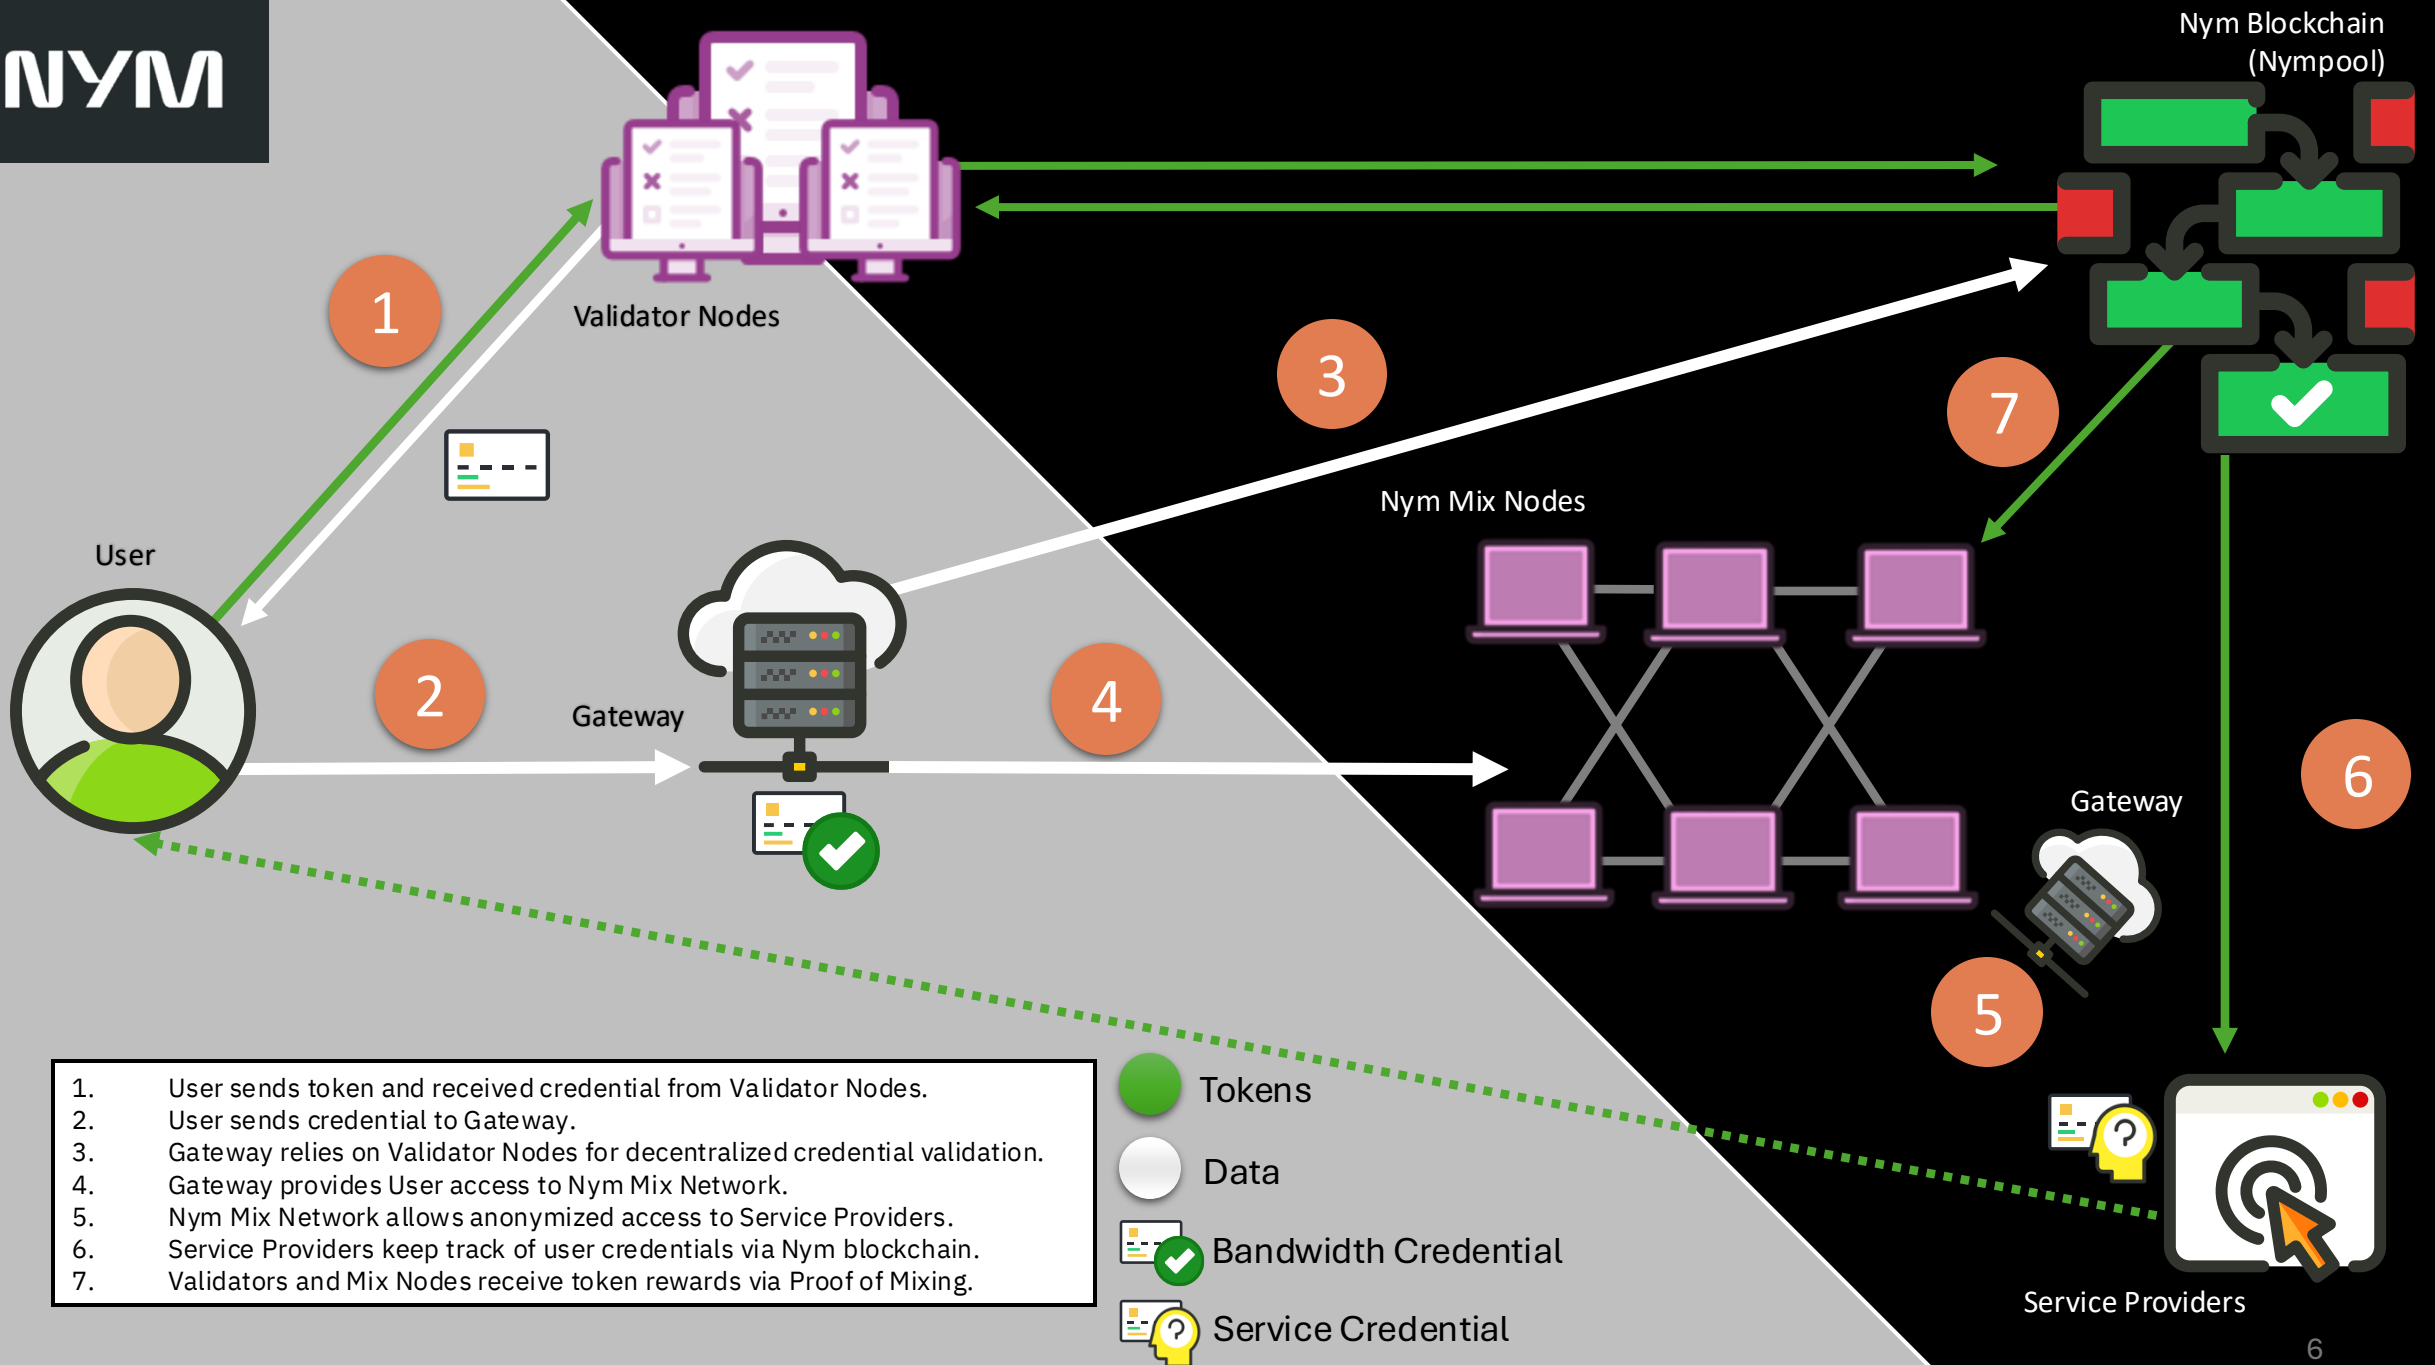 NYM
Nym Blockchain
(Nympool)
1
Validator Nodes
3
7
Nym Mix Nodes
User
2
Gateway
4
6
Gateway
5
1. User sends token and received credential from Validator Nodes.
2. User sends credential to Gateway.
3. Gateway relies on Validator Nodes for decentralized credential validation.
4. Gateway provides User access to Nym Mix Network.
5. Nym Mix Network allows anonymized access to Service Providers.
6. Service Providers keep track of user credentials via Nym blockchain.
7. Validators and Mix Nodes receive token rewards via Proof of Mixing.
Tokens
Data
?
Bandwidth Credential
Service Providers
?
Service Credential
6